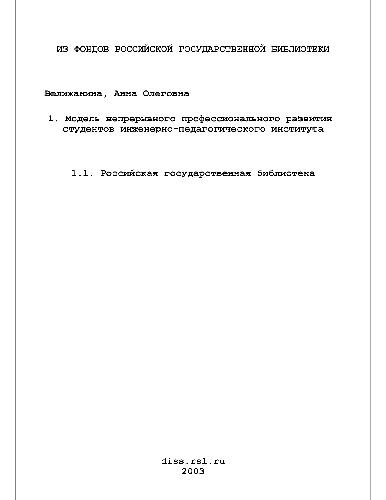 ИЗ ФОНДОВ РОССИЙСКОЙ ГОСУДАРСТВЕННОЙ БИБЛИОТЕКИ
Велижанина, Анна Олеговна
1. Модель непрерывного профессионального развития
студентов инженерно-педагогического института
1.1. Российская государственная библиотека
diss.rsl.ru
2003